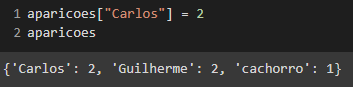 1 aparicoes["Carlos"] = 2
2 aparicoes
{'Carlos': 2, 'Guilherme': 2, 'cachorro': 1}